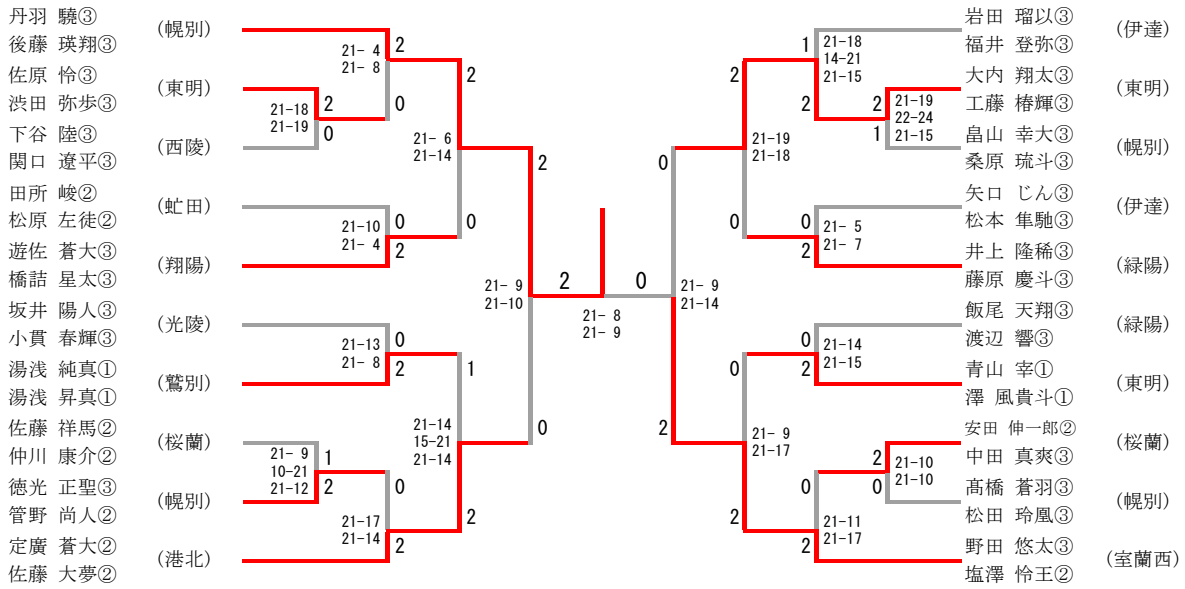 丹羽 驍③
後藤 瑛翔③
(幌別)
佐原 怜③
渋田 弥歩③
(東明)
下谷 陸③
関口 遼平③
(西陵)
田所 峻②
松原 左徒②
(虻田)
遊佐 蒼大③
橋詰 星太③
(翔陽)
坂井 陽人③
小貫 春輝③
(光陵)
湯浅 純真①
湯浅 昇真①
(鷲別)
佐藤 祥馬②
仲川 康介②
(桜蘭)
徳光 正聖③
管野 尚人②
(幌別)
定廣 蒼大②
佐藤 大夢②
(港北)
21- 4
21- 8
2
0
21-18
21-19
2
0
21- 6
21-14
2
0
21-10
21- 4
0
2
21- 9
21-10
2
0
21-13
21- 8
0
2
21-14
15-21
21-14
1
2
21- 9
10-21
21-12
1
2
21-17
21-14
0
2
2
0
21- 8
21- 9
岩田 瑠以③
福井 登弥③
(伊達)
大内 翔太③
工藤 椿輝③
(東明)
畠山 幸大③
桑原 琉斗③
(幌別)
矢口 じん③
松本 隼馳③
(伊達)
井上 隆稀③
藤原 慶斗③
(緑陽)
飯尾 天翔③
渡辺 響③
(緑陽)
青山 幸①
澤 風貴斗①
(東明)
安田 伸一郎②
中田 真爽③
(桜蘭)
髙橋 蒼羽③
松田 玲凰③
(幌別)
野田 悠太③
塩澤 怜王②
(室蘭西)
1
2
21-18
14-21
21-15
2
1
21-19
22-24
21-15
2
0
21-19
21-18
0
2
21- 5
21- 7
0
2
21- 9
21-14
0
2
21-14
21-15
0
2
21- 9
21-17
2
0
21-10
21-10
0
2
21-11
21-17